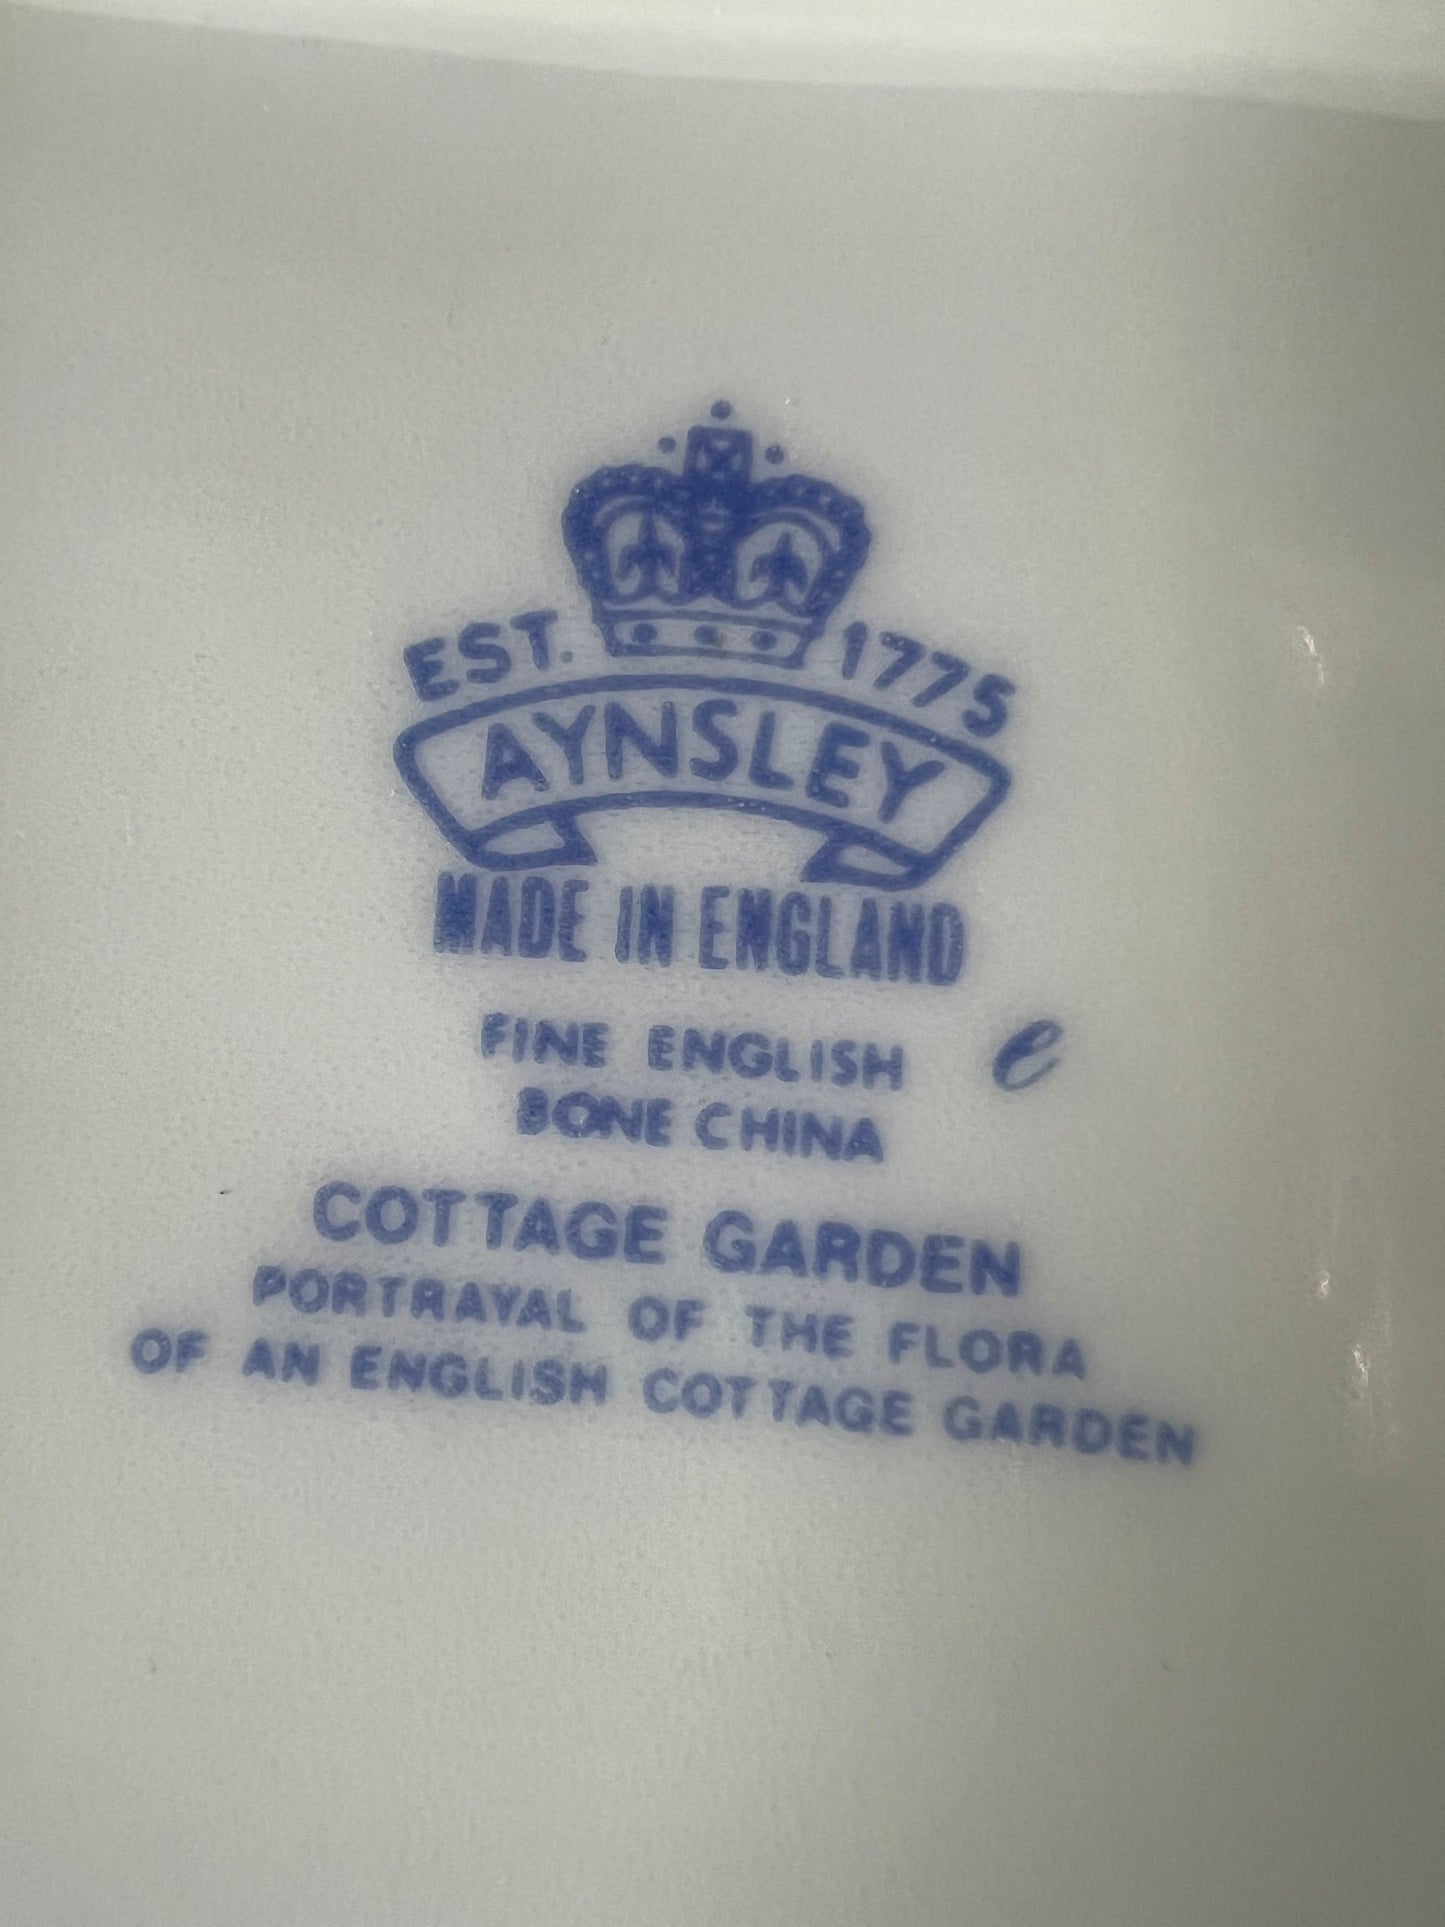 EST. 1775
AYNSLEY
MADE IN ENGLAND
FINE ENGLISH e
BONE CHINA
COTTAGE GARDEN
PORTRAYAL OF THE FLORA
OF AN ENGLISH COTTAGE GARDEN